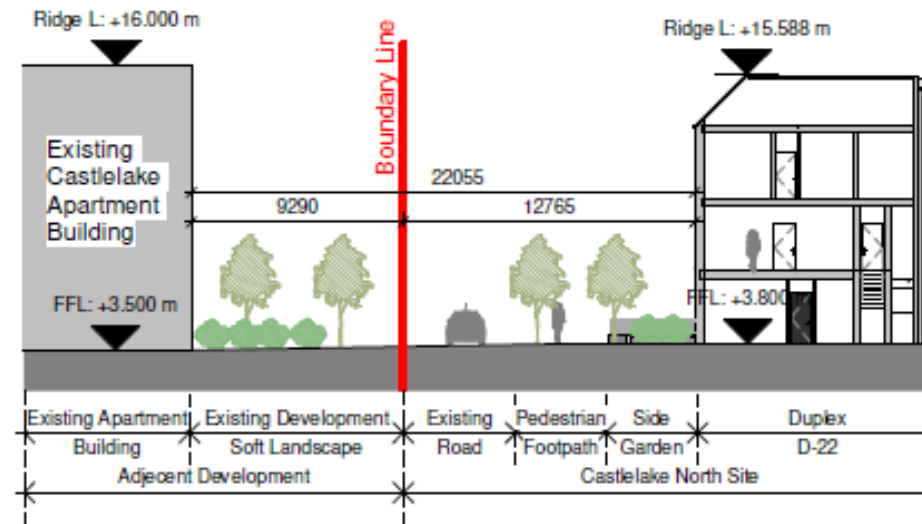 Ridge L: +16.000 m
Ridge L: +15.588 m
Boundary Line
Existing
Castlelake
Apartment
Building
22055
9290
12765
FFL: +3.500 m
FFL: +3.800
Existing Apartment
Building
Existing Development
Soft Landscape
Existing
Road
Pedestrian
Footpath
Side
Garden
Duplex
D-22
Adjecent Development
Castlelake North Site